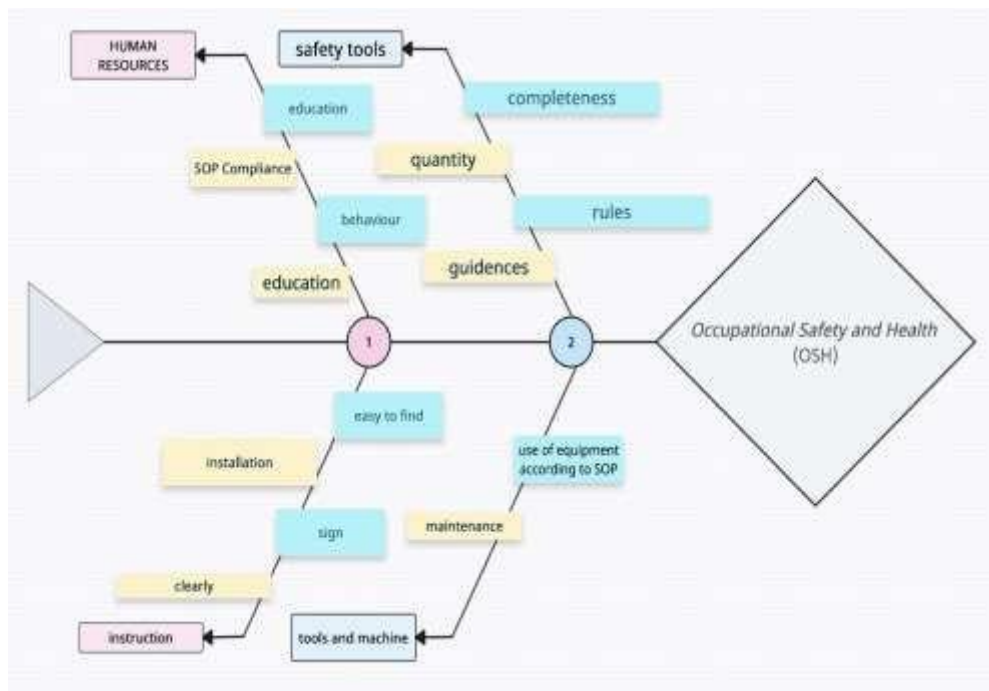 HUMAN
RESOURCES
safety tools
education
completeness
SOP Compliance
quantity
behaviour
rules
education
guidences
1
2
Occupational Safety and Health
(OSH)
easy to find
installation
use of equipment
according to SOP
sign
maintenance
clearly
instruction
tools and machine